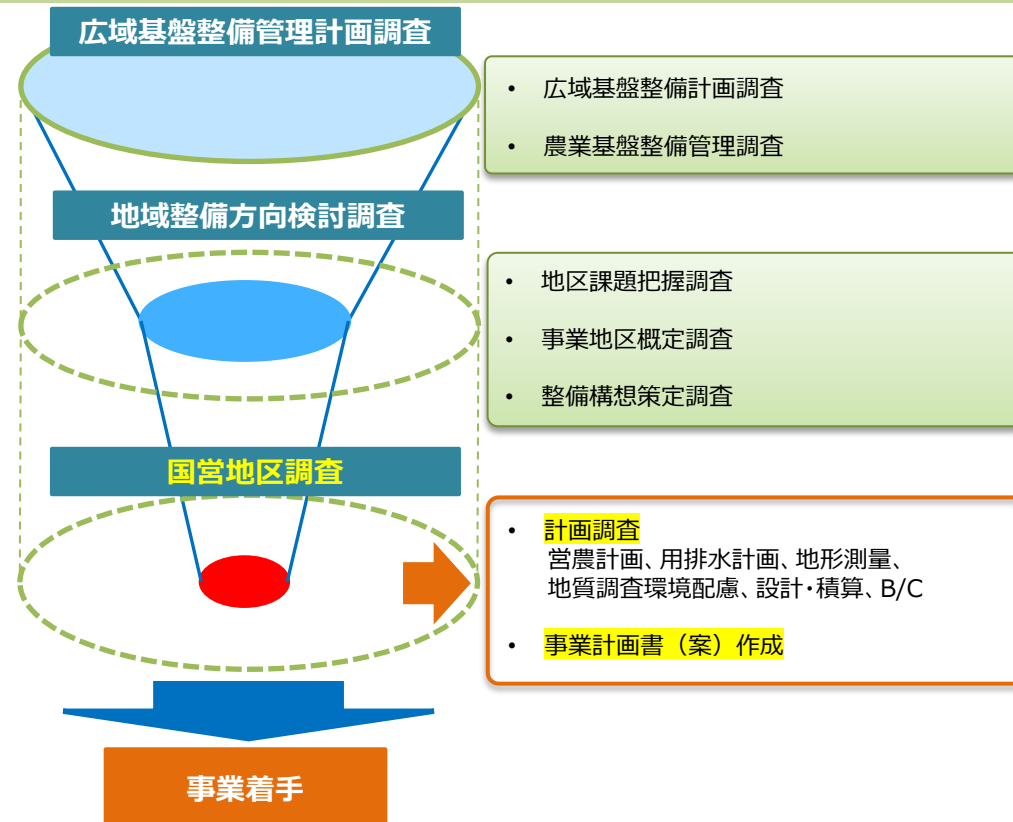 広域基盤整備管理計画調査
• 広域基盤整備計画調査
• 農業基盤整備管理調査
地域整備方向検討調査
• 地区課題把握調査
• 事業地区概定調査
• 整備構想策定調査
国営地区調査
• 計画調査
営農計画、用排水計画、地形測量、
地質調査環境配慮、設計・積算、B/C
• 事業計画書（案）作成
事業着手